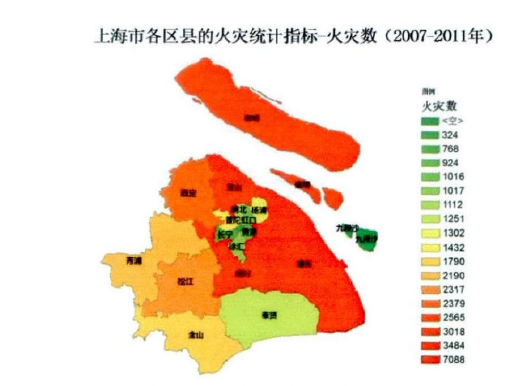 上海市各区县的火灾统计指标-火灾数（2007-2011年）
图例
火灾数
<空>
324
768
924
1016
1017
1112
1251
1302
1432
1790
2190
2317
2379
2565
3018
3484
7088
崇明
嘉定
宝山
闸北
杨浦
普陀
虹口
长宁
黄浦
徐汇
九段沙
九段沙
青浦
松江
浦东
奉贤
金山